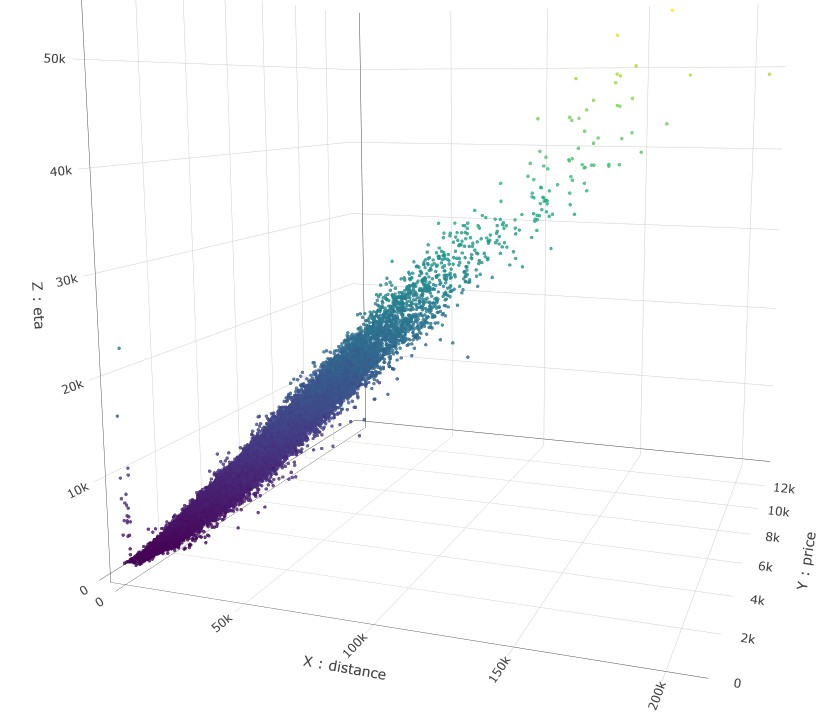 50k
40k
30k
20k
10k
0
Z : eta
0
50k
100k
150k
200k
X : distance
12k
10k
8k
6k
4k
2k
0
Y : price